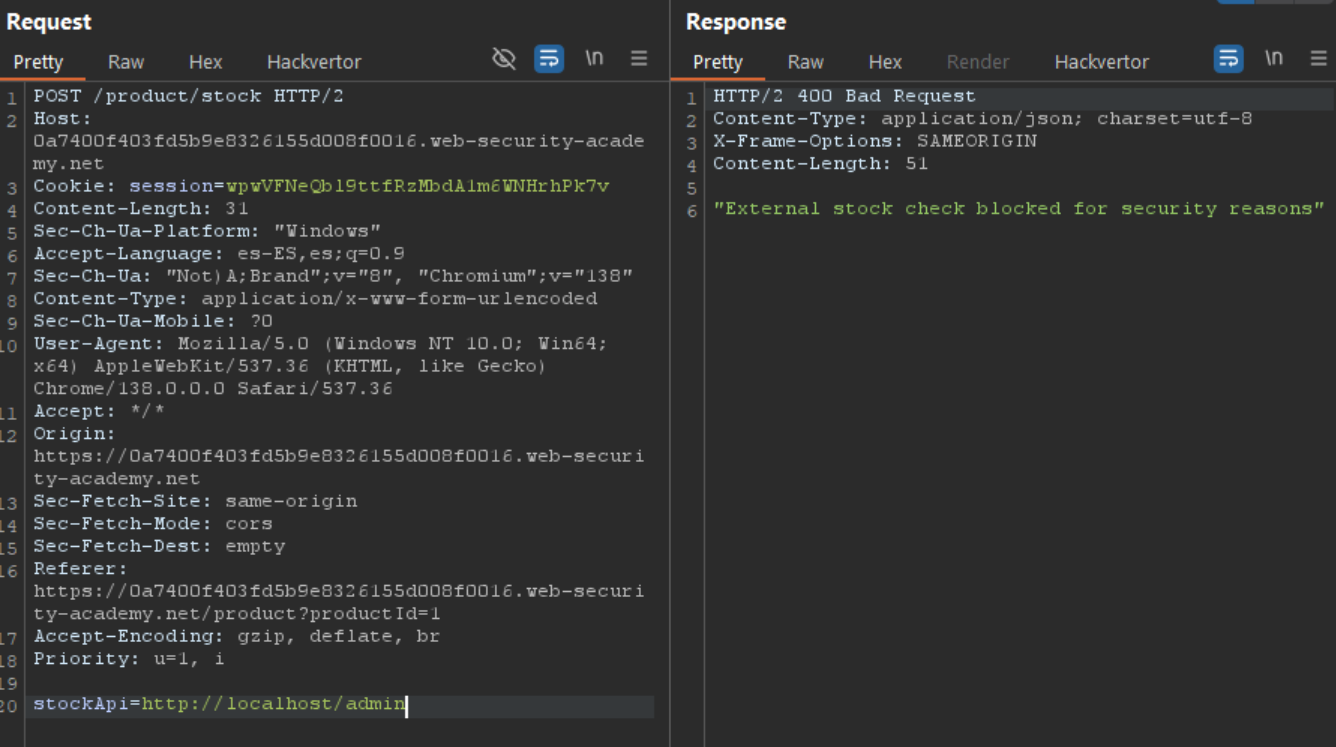 Request
Pretty Raw Hex Hackvertor \n
1 POST /product/stock HTTP/2
2 Host:
0a7400f403fd5b9e8326155d008f0016.web-security-acade
my.net
3 Cookie: session=wpwVFNeQbl9ttfRzMbdA1m6WNHrhPk7v
4 Content-Length: 31
5 Sec-Ch-Ua-Platform: "Windows"
6 Accept-Language: es-ES,es;q=0.9
7 Sec-Ch-Ua: "Not)A;Brand";v="8", "Chromium";v="138"
8 Content-Type: application/x-www-form-urlencoded
9 Sec-Ch-Ua-Mobile: ?0
10 User-Agent: Mozilla/5.0 (Windows NT 10.0; Win64;
x64) AppleWebKit/537.36 (KHTML, like Gecko)
Chrome/138.0.0.0 Safari/537.36
11 Accept: */*
12 Origin:
https://0a7400f403fd5b9e8326155d008f0016.web-securi
ty-academy.net
13 Sec-Fetch-Site: same-origin
14 Sec-Fetch-Mode: cors
15 Sec-Fetch-Dest: empty
16 Referer:
https://0a7400f403fd5b9e8326155d008f0016.web-securi
ty-academy.net/product?productId=1
17 Accept-Encoding: gzip, deflate, br
18 Priority: u=1, i
19
20 stockApi=http://localhost/admin
Response
Pretty Raw Hex Render Hackvertor \n
1 HTTP/2 400 Bad Request
2 Content-Type: application/json; charset=utf-8
3 X-Frame-Options: SAMEORIGIN
4 Content-Length: 51
5
6 "External stock check blocked for security reasons"